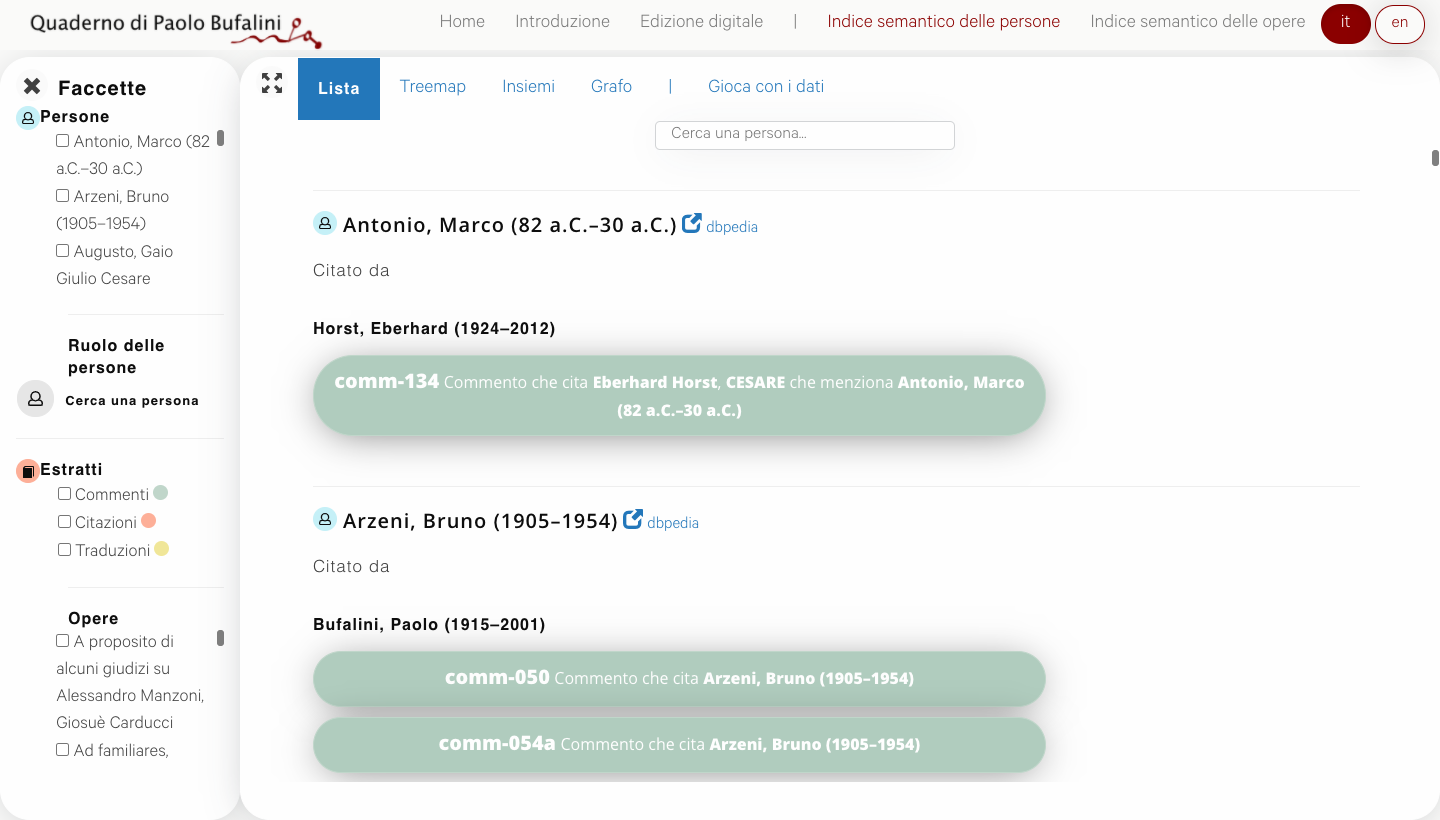 Quaderno di Paolo Bufalini
Home Introduzione Edizione digitale | Indice semantico delle persone Indice semantico delle opere it en
Faccette
Persone
Antonio, Marco (82
a.C.–30 a.C.)
Arzeni, Bruno
(1905–1954)
Augusto, Gaio
Giulio Cesare
Ruolo delle
persone
Cerca una persona
Estratti
Commenti
Citazioni
Traduzioni
Opere
A proposito di
alcuni giudizi su
Alessandro Manzoni,
Giosuè Carducci
Ad familiares,
Lista Treemap Insiemi Grafo | Gioca con i dati
Cerca una persona...
Antonio, Marco (82 a.C.–30 a.C.) dbpedia
Citato da
Horst, Eberhard (1924–2012)
comm-134 Commento che cita Eberhard Horst, CESARE che menziona Antonio, Marco
(82 a.C.–30 a.C.)
Arzeni, Bruno (1905–1954) dbpedia
Citato da
Bufalini, Paolo (1915–2001)
comm-050 Commento che cita Arzeni, Bruno (1905–1954)
comm-054a Commento che cita Arzeni, Bruno (1905–1954)